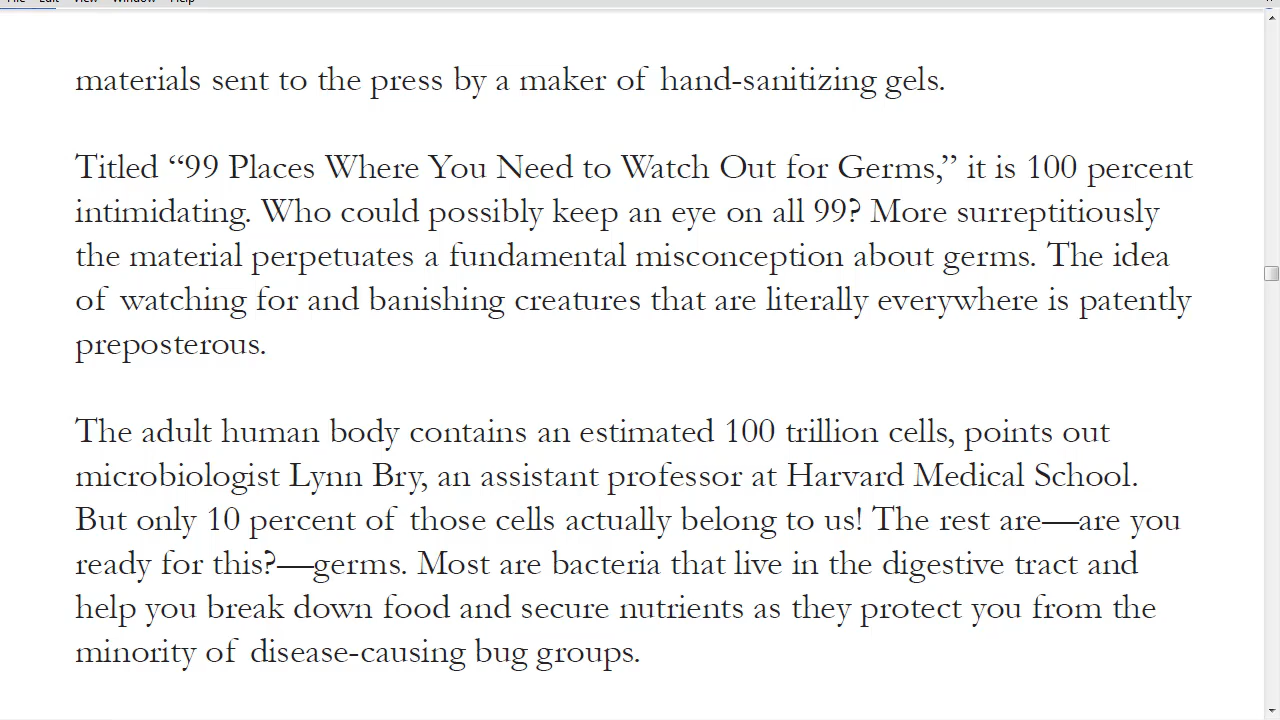 File Edit View Window Help
materials sent to the press by a maker of hand-sanitizing gels.
Titled “99 Places Where You Need to Watch Out for Germs,” it is 100 percent
intimidating. Who could possibly keep an eye on all 99? More surreptitiously
the material perpetuates a fundamental misconception about germs. The idea
of watching for and banishing creatures that are literally everywhere is patently
preposterous.
The adult human body contains an estimated 100 trillion cells, points out
microbiologist Lynn Bry, an assistant professor at Harvard Medical School.
But only 10 percent of those cells actually belong to us! The rest are—are you
ready for this?—germs. Most are bacteria that live in the digestive tract and
help you break down food and secure nutrients as they protect you from the
minority of disease-causing bug groups.